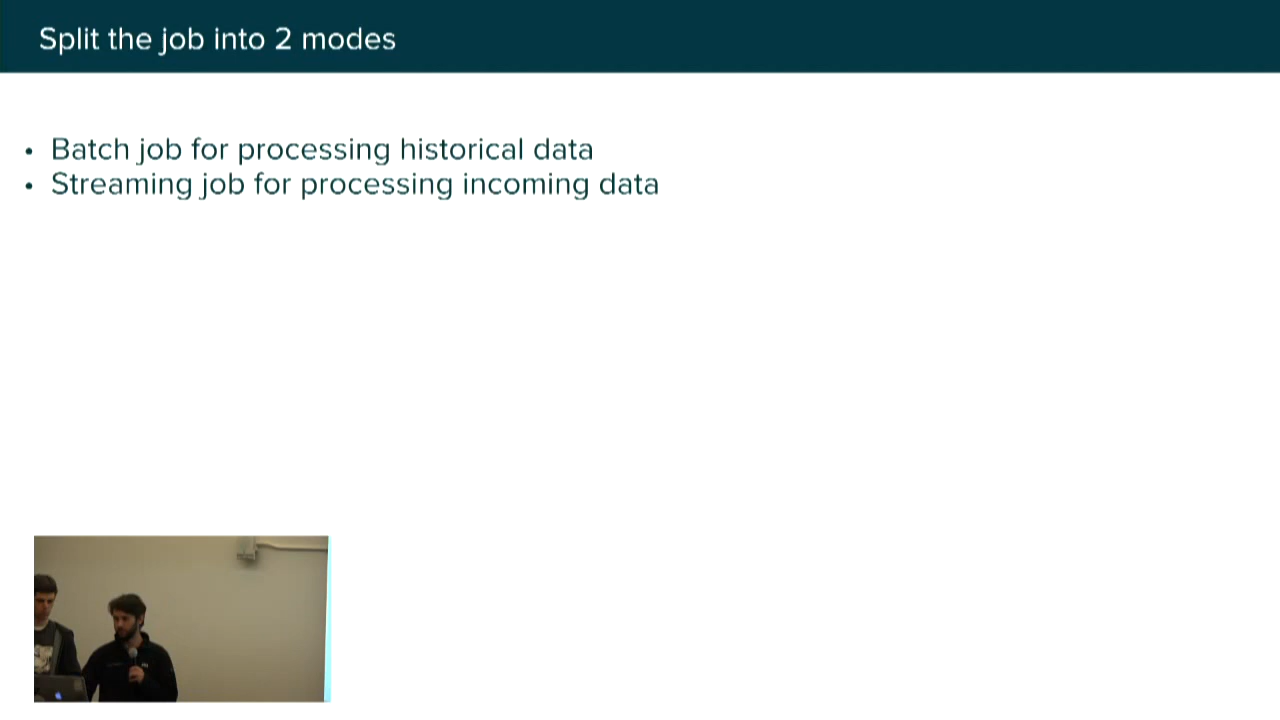 Split the job into 2 modes
• Batch job for processing historical data
• Streaming job for processing incoming data